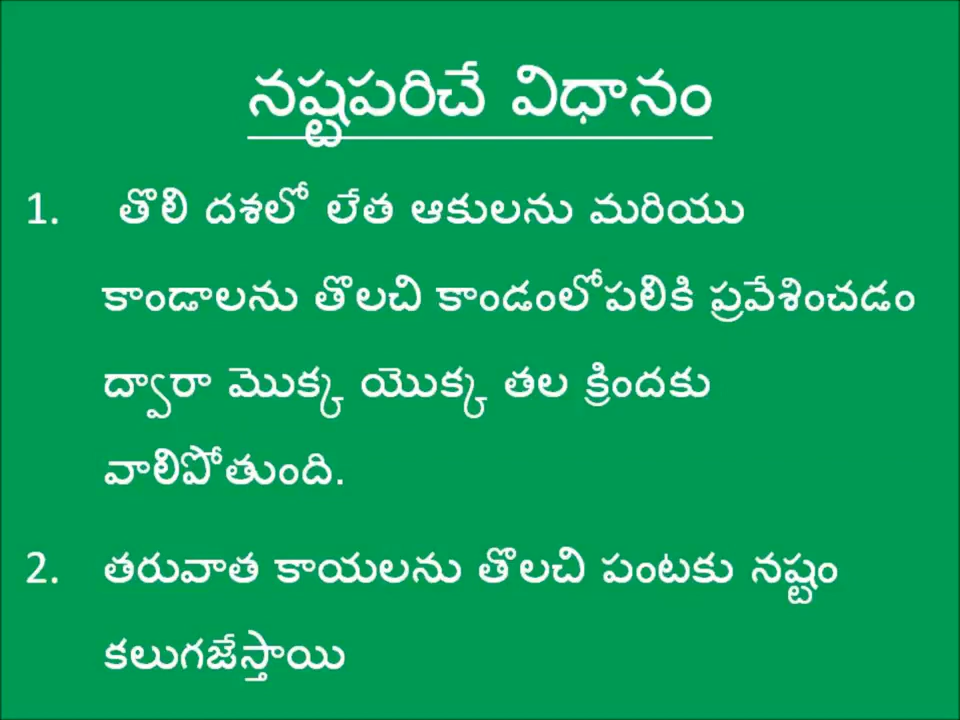 నష్టపరిచే విధానం
1. తొలి దశలో లేత ఆకులను మరియు
కాండాలను తొలచి కాండంలోపలికి ప్రవేశించడం
ద్వారా మొక్క యొక్క తల క్రిందకు
వాలిపోతుంది.
2. తరువాత కాయలను తొలచి పంటకు నష్టం
కలుగజేస్తాయి